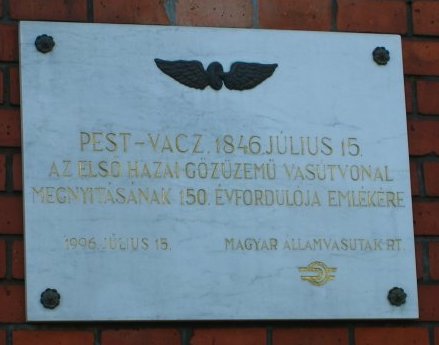 PEST-VÁCZ. 1846.JÚLIUS 15.
AZ ELSŐ HAZAI GŐZÜZEMŰ VASÚTVONAL
MEGNYITÁSÁNAK 150. ÉVFORDULÓJA EMLÉKÉRE
1996.JÚLIUS 15. MAGYAR ÁLLAMVASUTAK RT.